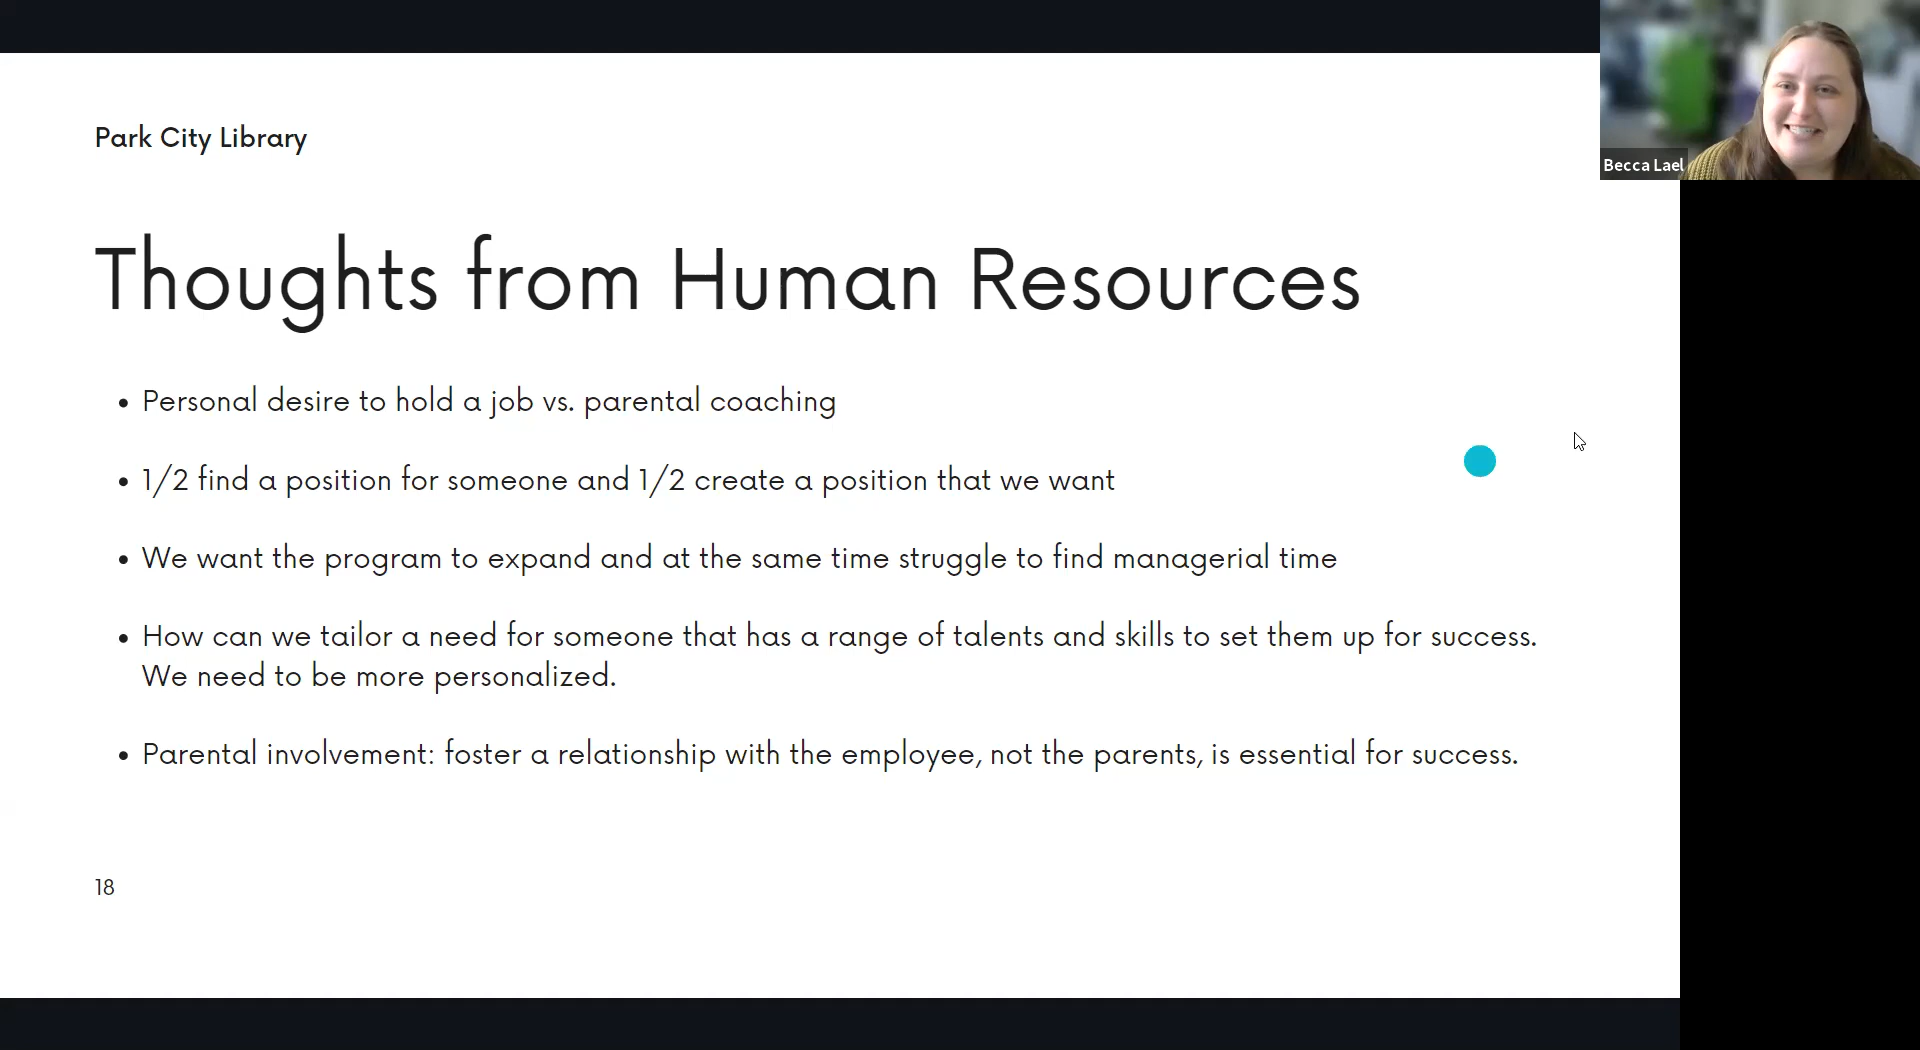 Park City Library
Becca Lael
Thoughts from Human Resources
• Personal desire to hold a job vs. parental coaching
• 1/2 find a position for someone and 1/2 create a position that we want
• We want the program to expand and at the same time struggle to find managerial time
• How can we tailor a need for someone that has a range of talents and skills to set them up for success.
We need to be more personalized.
• Parental involvement: foster a relationship with the employee, not the parents, is essential for success.
18